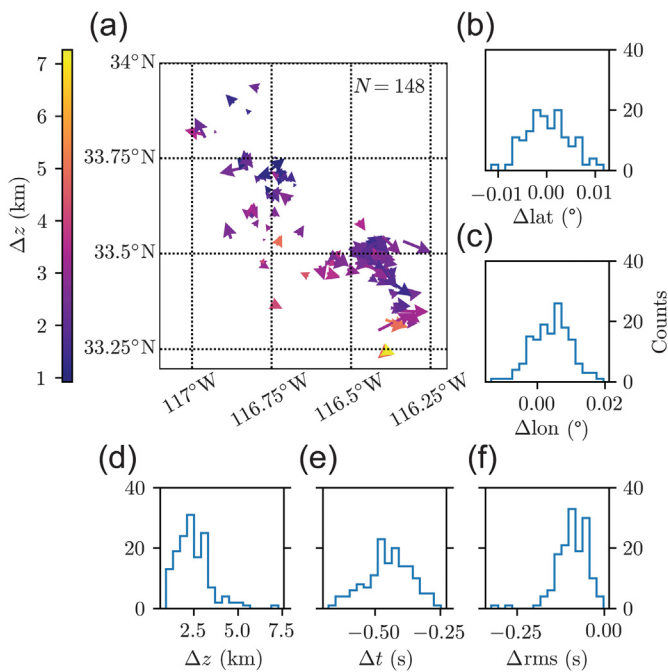 (a)
(b)
34°N
N = 148
33.75°N
33.5°N
33.25°N
117°W
116.75°W
116.5°W
116.25°W
7
6
5
4
3
2
1
Δz (km)
40
20
0
−0.01
0.00
0.01
Δlat (°)
(c)
40
20
0
Counts
0.00
0.02
Δlon (°)
(d)
(e)
(f)
40
20
0
2.5
5.0
7.5
Δz (km)
−0.50
−0.25
Δt (s)
40
20
0
−0.25
0.00
Δrms (s)